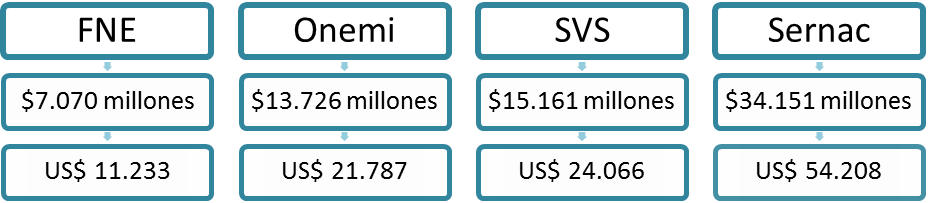 FNE
$7.070 millones
US$ 11.233
Onemi
$13.726 millones
US$ 21.787
SVS
$15.161 millones
US$ 24.066
Sernac
$34.151 millones
US$ 54.208